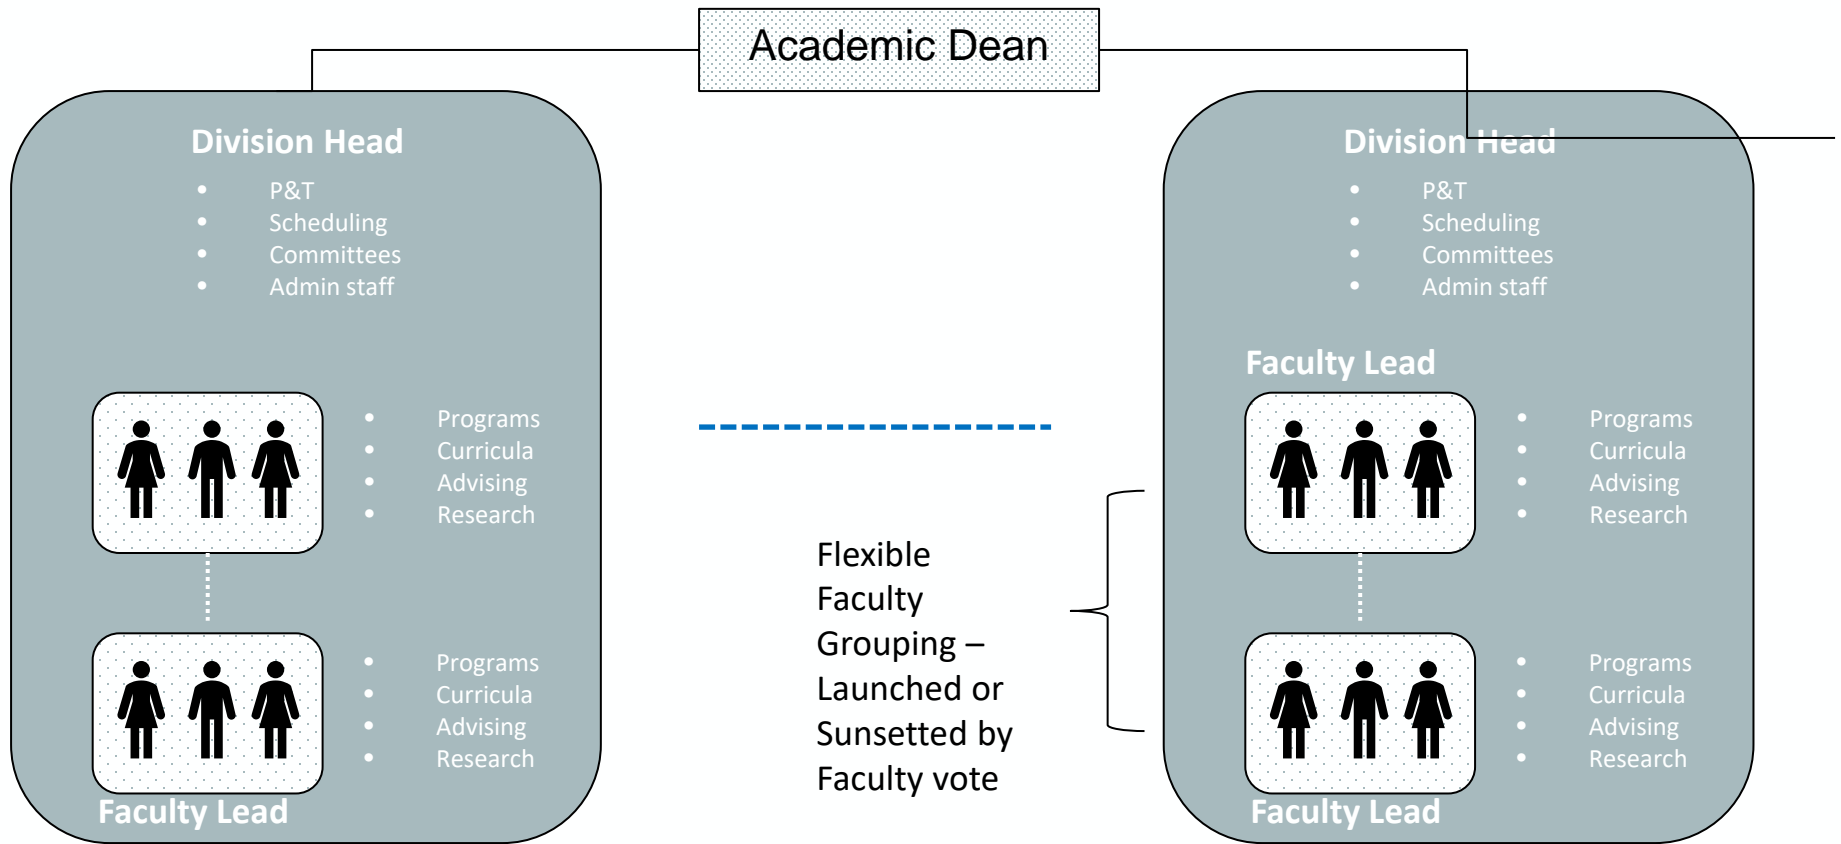 Academic Dean
Division Head
• P&T
• Scheduling
• Committees
• Admin staff
• Programs
• Curricula
• Advising
• Research
• Programs
• Curricula
• Advising
• Research
Faculty Lead
Flexible
Faculty
Grouping –
Launched or
Sunsetted by
Faculty vote
Division Head
• P&T
• Scheduling
• Committees
• Admin staff
Faculty Lead
• Programs
• Curricula
• Advising
• Research
• Programs
• Curricula
• Advising
• Research
Faculty Lead